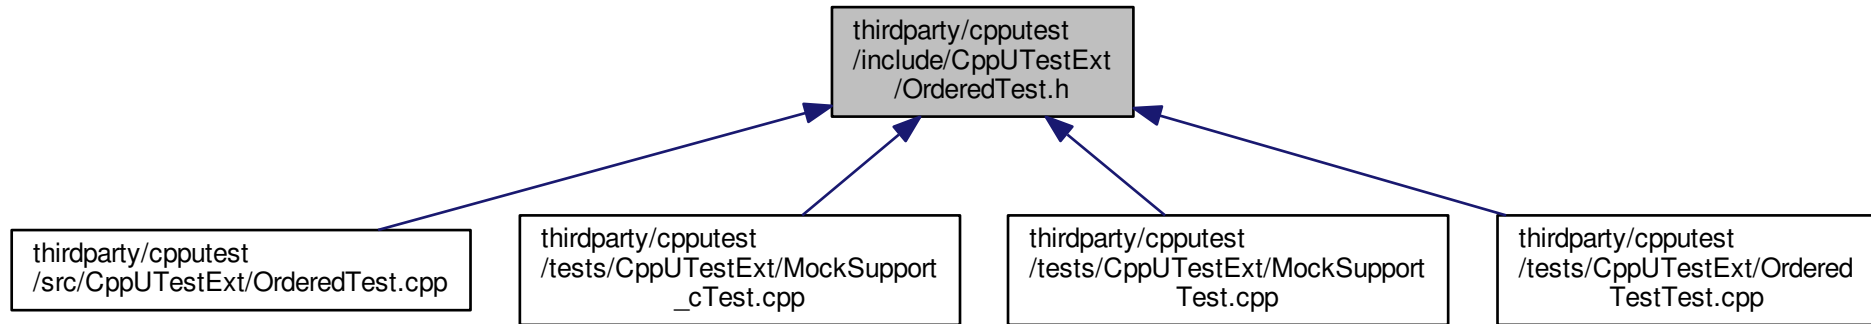 thirdparty/cpputest
/include/CppUTestExt
/OrderedTest.h
thirdparty/cpputest
/src/CppUTestExt/OrderedTest.cpp
thirdparty/cpputest
/tests/CppUTestExt/MockSupport
_cTest.cpp
thirdparty/cpputest
/tests/CppUTestExt/MockSupport
Test.cpp
thirdparty/cpputest
/tests/CppUTestExt/Ordered
TestTest.cpp